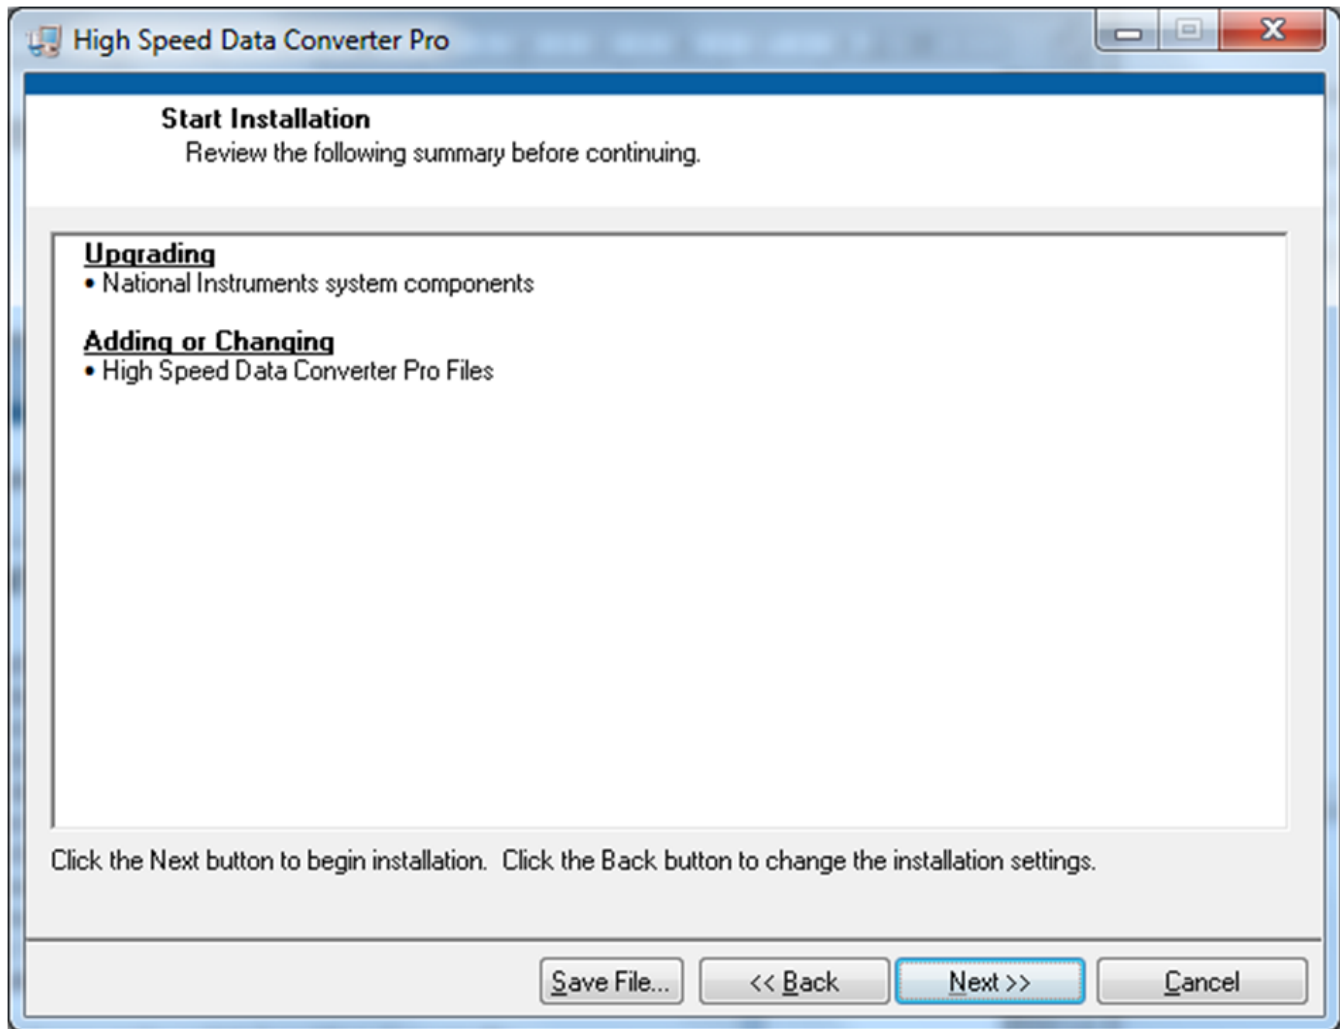 High Speed Data Converter Pro
Start Installation
Review the following summary before continuing.
Upgrading
• National Instruments system components
Adding or Changing
• High Speed Data Converter Pro Files
Click the Next button to begin installation.  Click the Back button to change the installation settings.
Save File... << Back Next >> Cancel